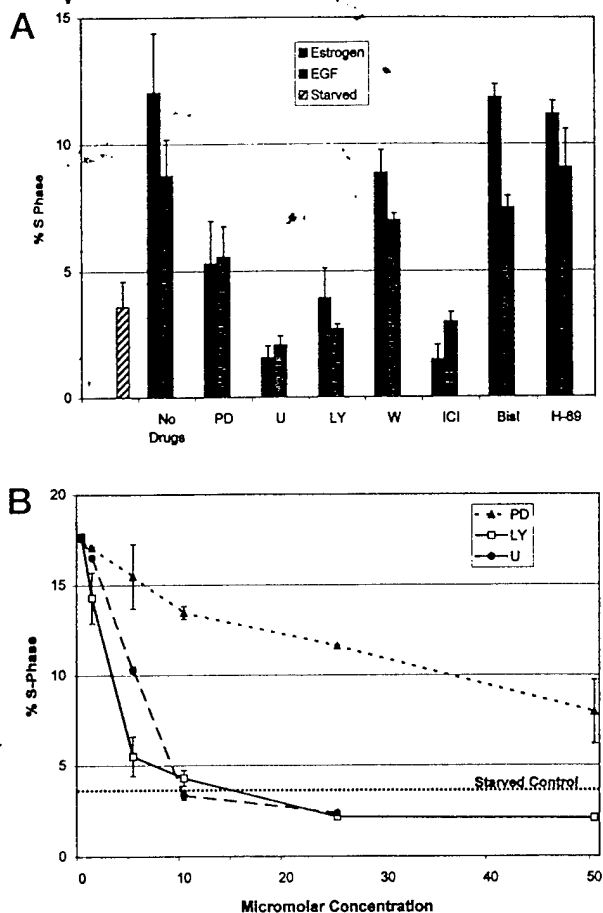 A
15
10
5
0
% S Phase
Estrogen
EGF
Starved
No Drugs
PD
U
LY
W
ICI
Bisl
H-89
B
20
15
10
5
0
% S-Phase
PD
LY
U
Starved Control
0
10
20
30
40
50
Micromolar Concentration